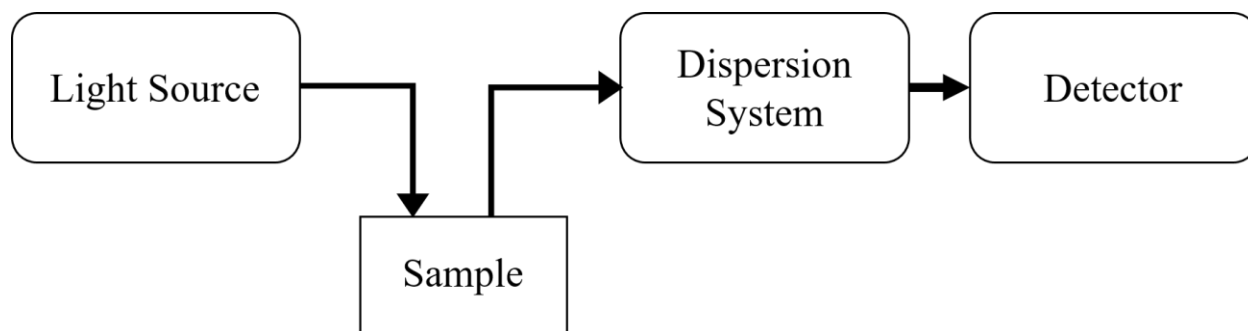 Light Source
Dispersion
System
Detector
Sample